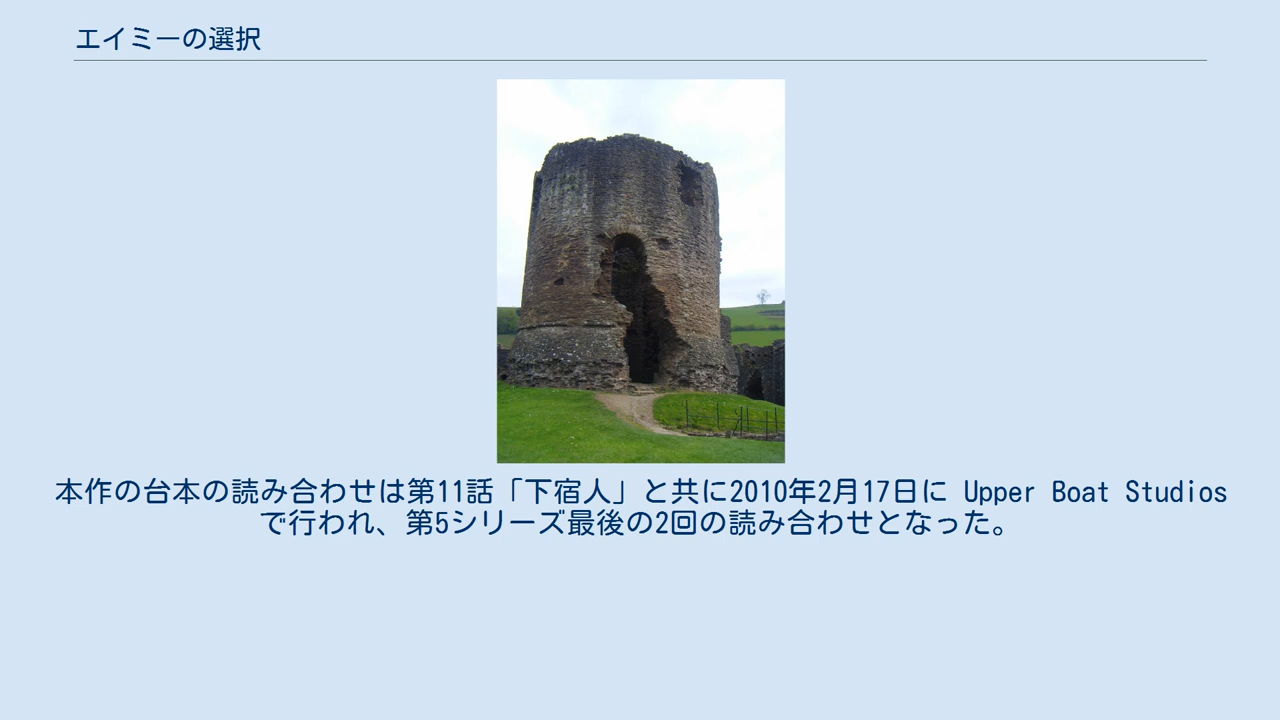 エイミーの選択
本作の台本の読み合わせは第11話「下宿人」と共に2010年2月17日に Upper Boat Studios
で行われ、第5シリーズ最後の2回の読み合わせとなった。